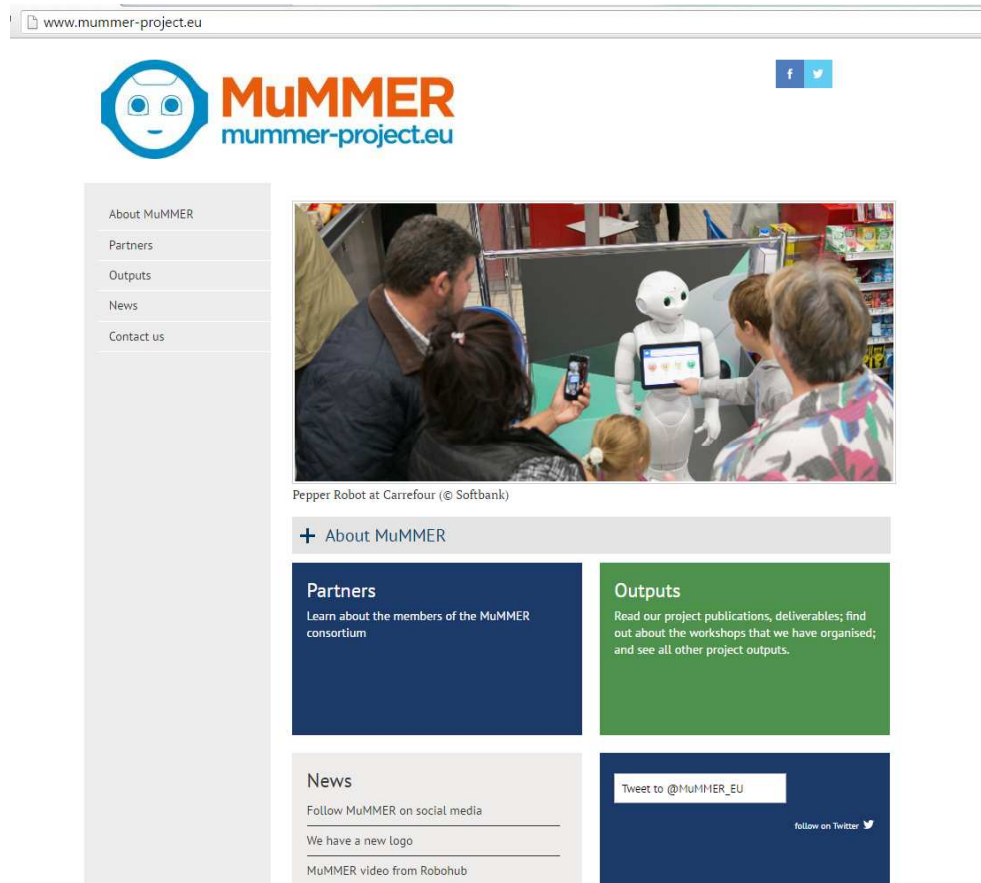 www.mummer-project.eu
MuMMER
mummer-project.eu
About MuMMER
Partners
Outputs
News
Contact us
Pepper Robot at Carrefour (© Softbank)
About MuMMER
Partners
Learn about the members of the MuMMER
consortium
Outputs
Read our project publications, deliverables; find
out about the workshops that we have organised;
and see all other project outputs.
News
Follow MuMMER on social media
We have a new logo
MuMMER video from Robohub
Tweet to @MuMMER_EU
follow on Twitter